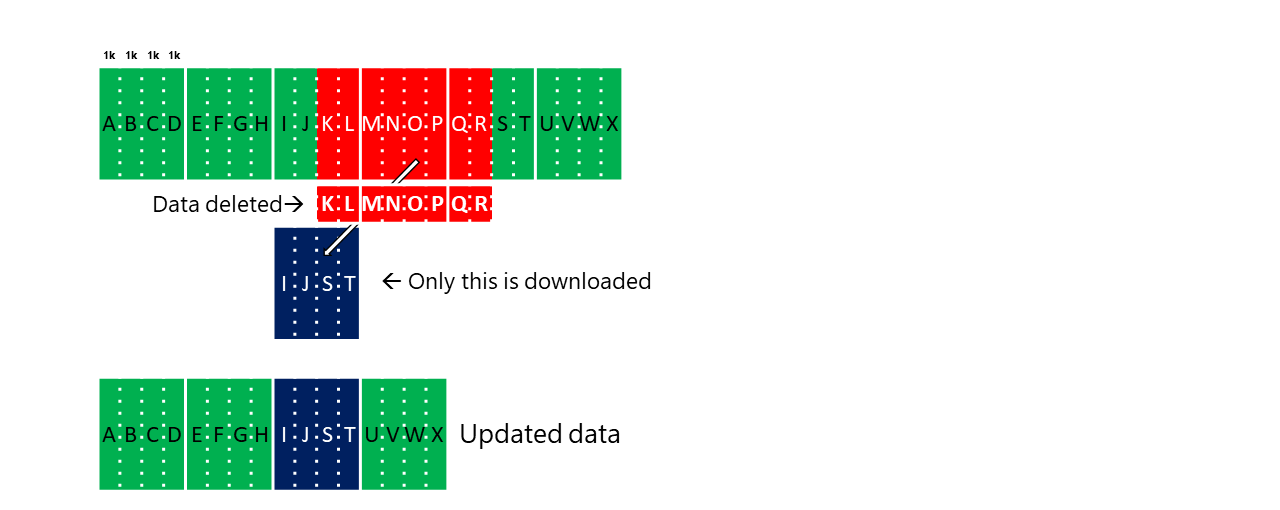 1k 1k 1k 1k
A B C D E F G H I J K L M N O P Q R S T U V W X
Data deleted→ K L M N O P Q R
I J S T ← Only this is downloaded
A B C D E F G H I J S T U V W X Updated data